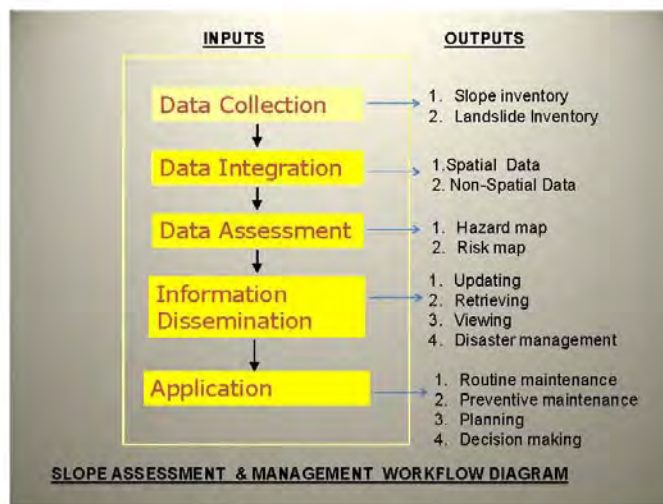 INPUTS
OUTPUTS
Data Collection
1. Slope inventory
2. Landslide Inventory
Data Integration
1.Spatial Data
2. Non-Spatial Data
Data Assessment
1. Hazard map
2. Risk map
Information
Dissemination
1. Updating
2. Retrieving
3. Viewing
4. Disaster management
Application
1. Routine maintenance
2. Preventive maintenance
3. Planning
4. Decision making
SLOPE ASSESSMENT & MANAGEMENT WORKFLOW DIAGRAM